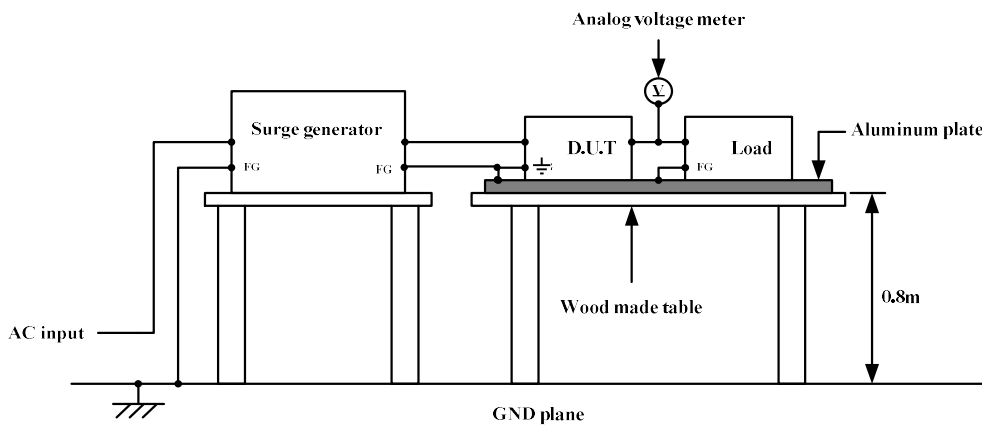 Analog voltage meter
V
Surge generator
FG
FG
D.U.T
Load
FG
Aluminum plate
Wood made table
0.8m
AC input
GND plane